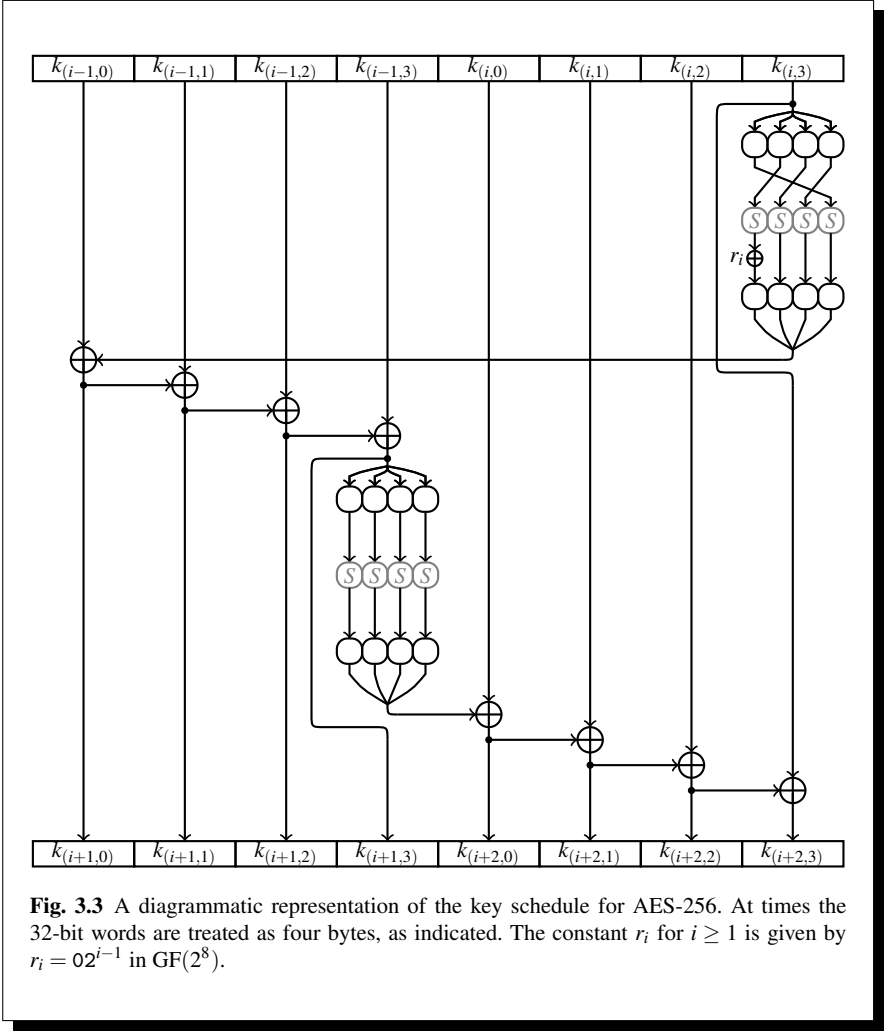 k(i−1,0) k(i−1,1) k(i−1,2) k(i−1,3) k(i,0) k(i,1) k(i,2) k(i,3)
S S S S
ri
S S S S
k(i+1,0) k(i+1,1) k(i+1,2) k(i+1,3) k(i+2,0) k(i+2,1) k(i+2,2) k(i+2,3)
Fig. 3.3 A diagrammatic representation of the key schedule for AES-256. At times the
32-bit words are treated as four bytes, as indicated. The constant ri for i ≥ 1 is given by
ri = 02^{i−1} in GF(2^8).